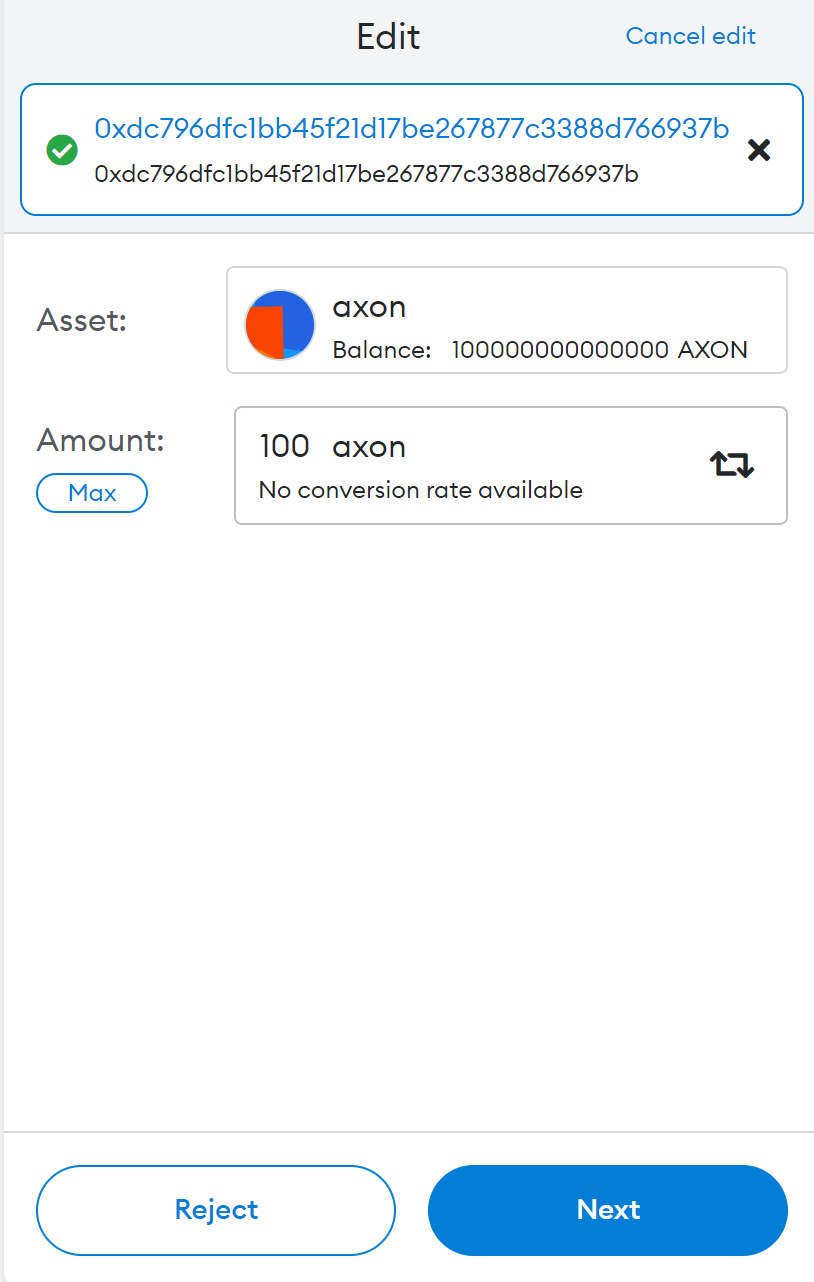 Edit
Cancel edit
0xdc796dfc1bb45f21d17be267877c3388d766937b
0xdc796dfc1bb45f21d17be267877c3388d766937b
Asset:
axon
Balance: 100000000000000 AXON
Amount:
Max
100 axon
No conversion rate available
Reject
Next